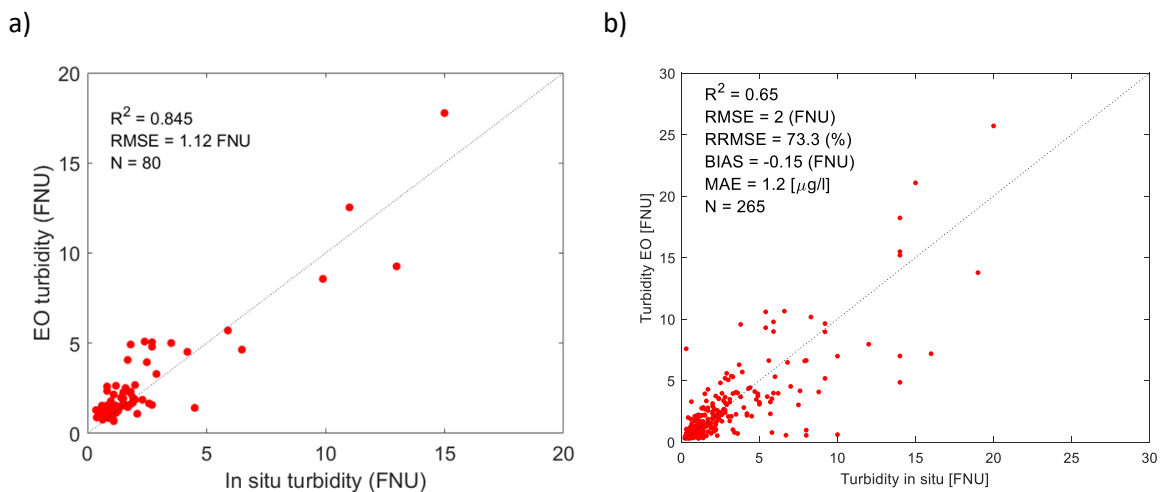 a)
20
15
10
5
0
R² = 0.845
RMSE = 1.12 FNU
N = 80
EO turbidity (FNU)
0 5 10 15 20
In situ turbidity (FNU)
b)
30
25
20
15
10
5
0
R² = 0.65
RMSE = 2 (FNU)
RRMSE = 73.3 (%)
BIAS = -0.15 (FNU)
MAE = 1.2 [μg/l]
N = 265
Turbidity EO [FNU]
0 5 10 15 20 25 30
Turbidity in situ [FNU]